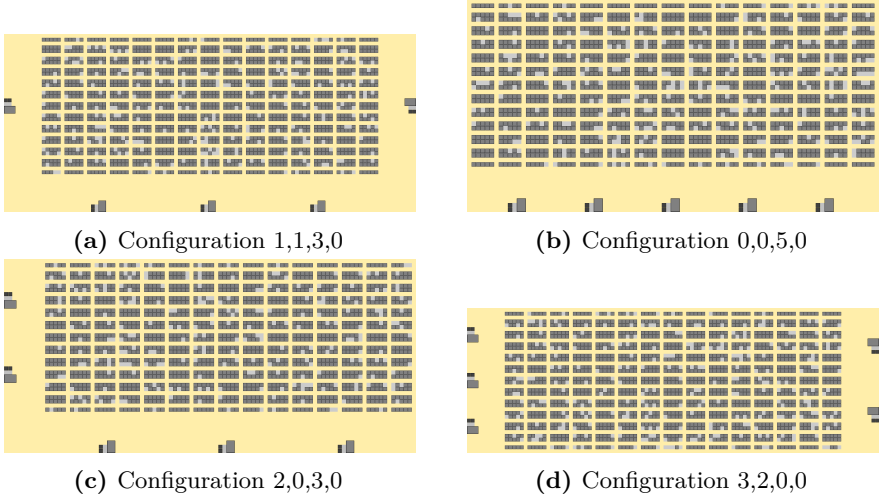 (a) Configuration 1,1,3,0
(b) Configuration 0,0,5,0
(c) Configuration 2,0,3,0
(d) Configuration 3,2,0,0